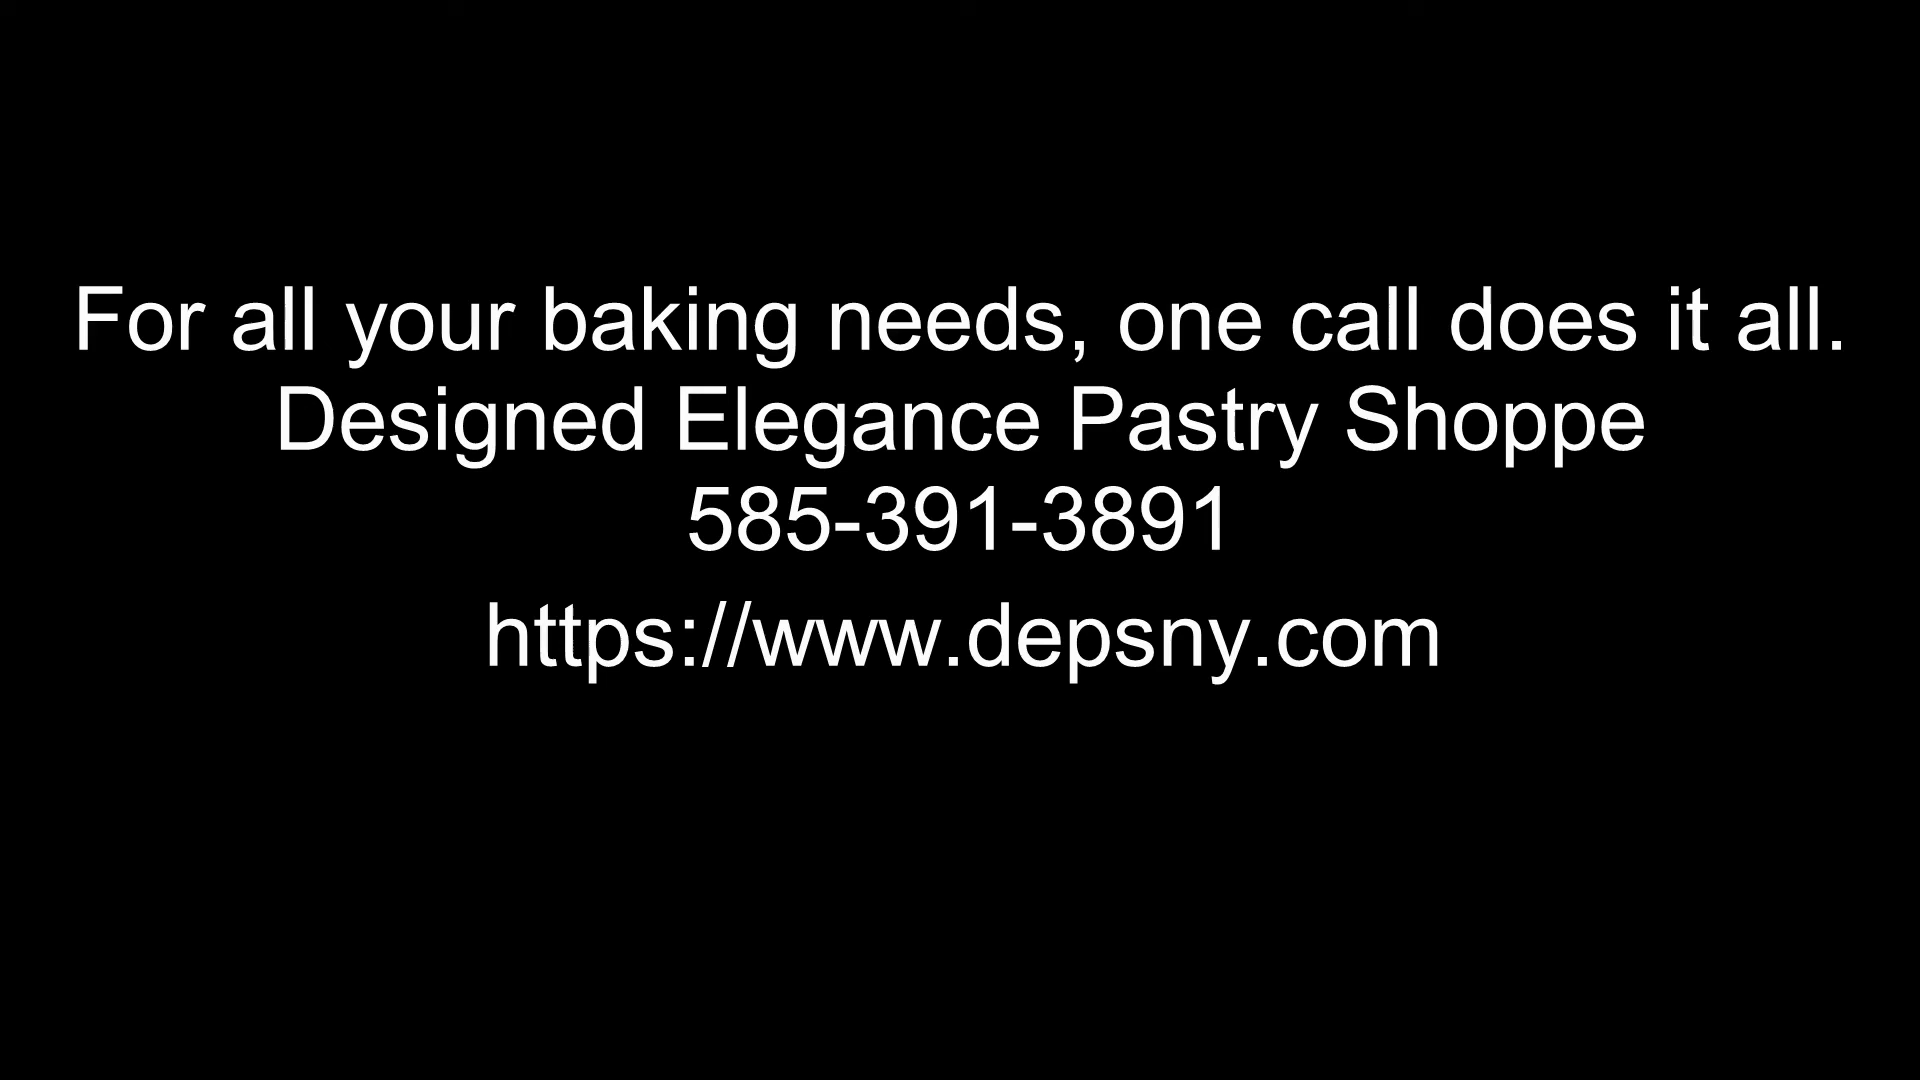 For all your baking needs, one call does it all.
Designed Elegance Pastry Shoppe
585-391-3891
https://www.depsny.com